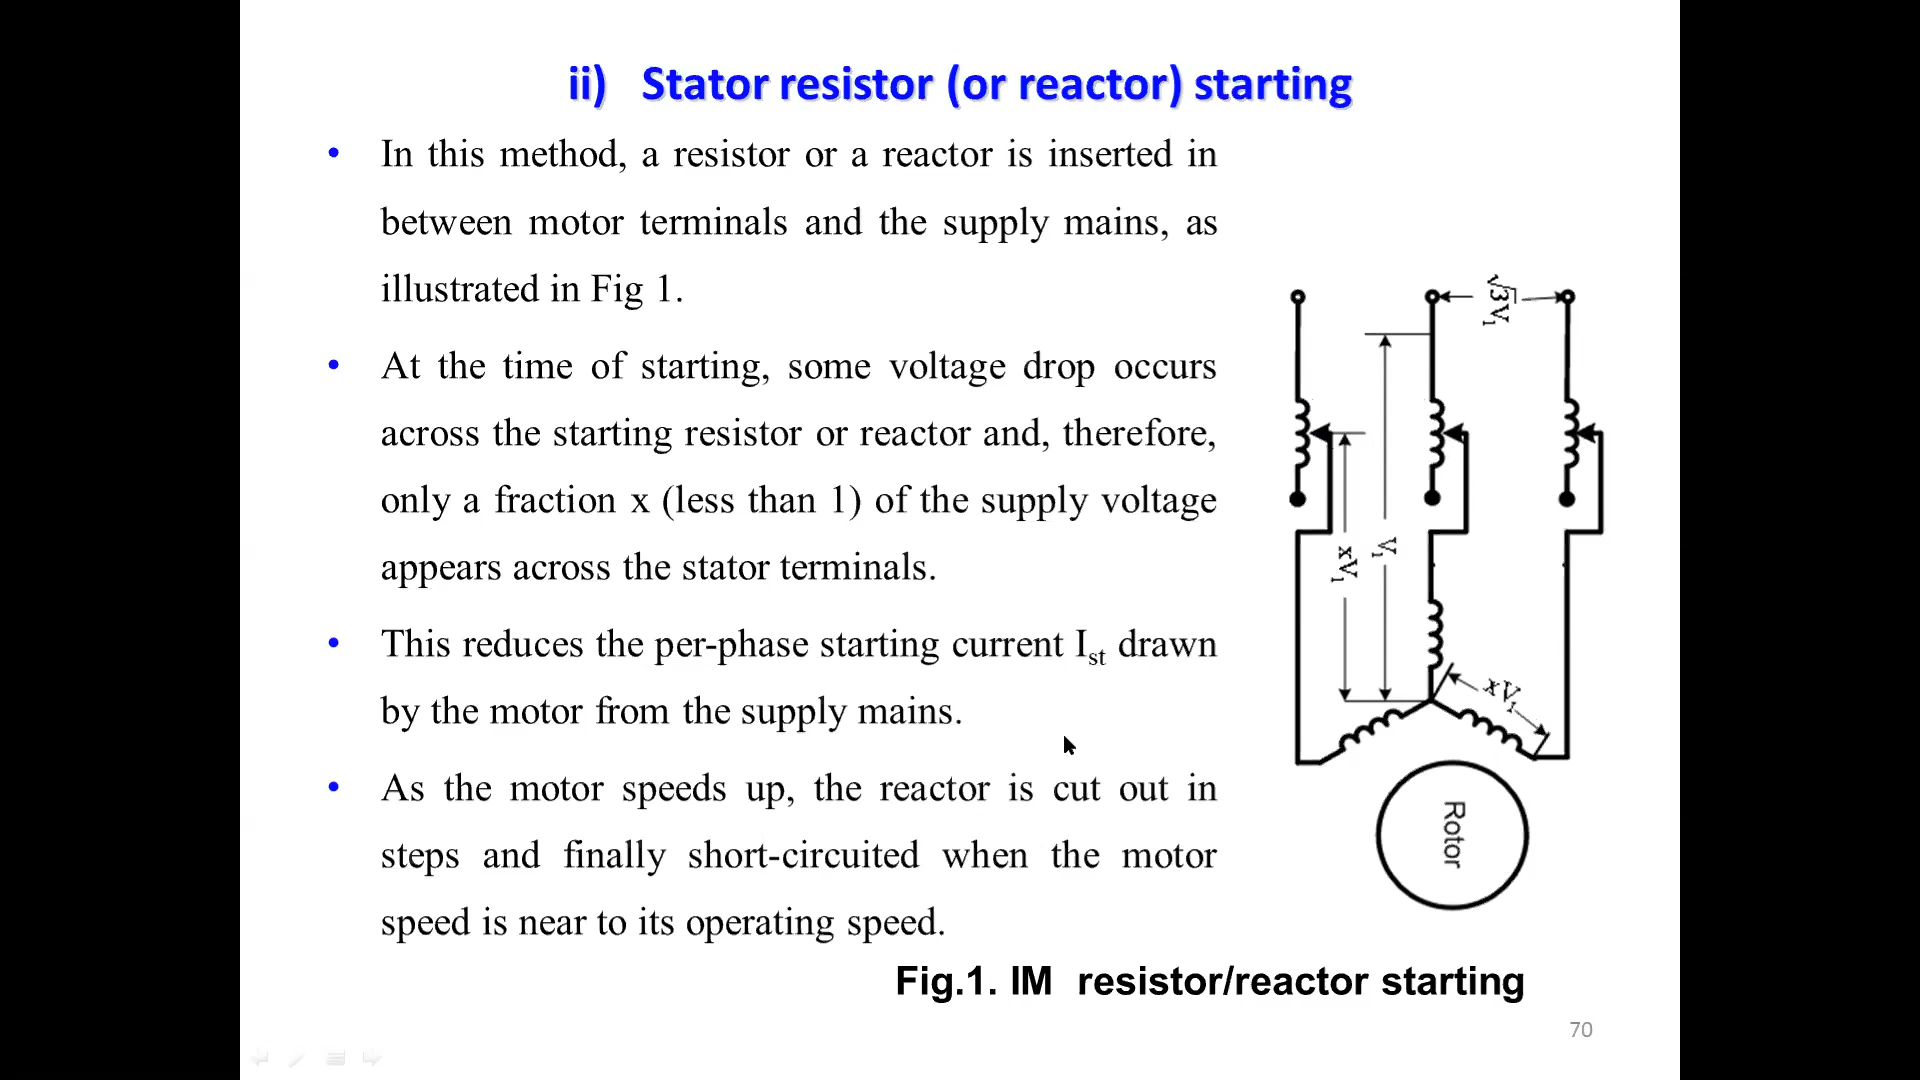 ii) Stator resistor (or reactor) starting
• In this method, a resistor or a reactor is inserted in
between motor terminals and the supply mains, as
illustrated in Fig 1.
• At the time of starting, some voltage drop occurs
across the starting resistor or reactor and, therefore,
only a fraction x (less than 1) of the supply voltage
appears across the stator terminals.
• This reduces the per-phase starting current Ist drawn
by the motor from the supply mains.
• As the motor speeds up, the reactor is cut out in
steps and finally short-circuited when the motor
speed is near to its operating speed.
√3V1
V1
xV1
xV1
Rotor
Fig.1. IM resistor/reactor starting
70